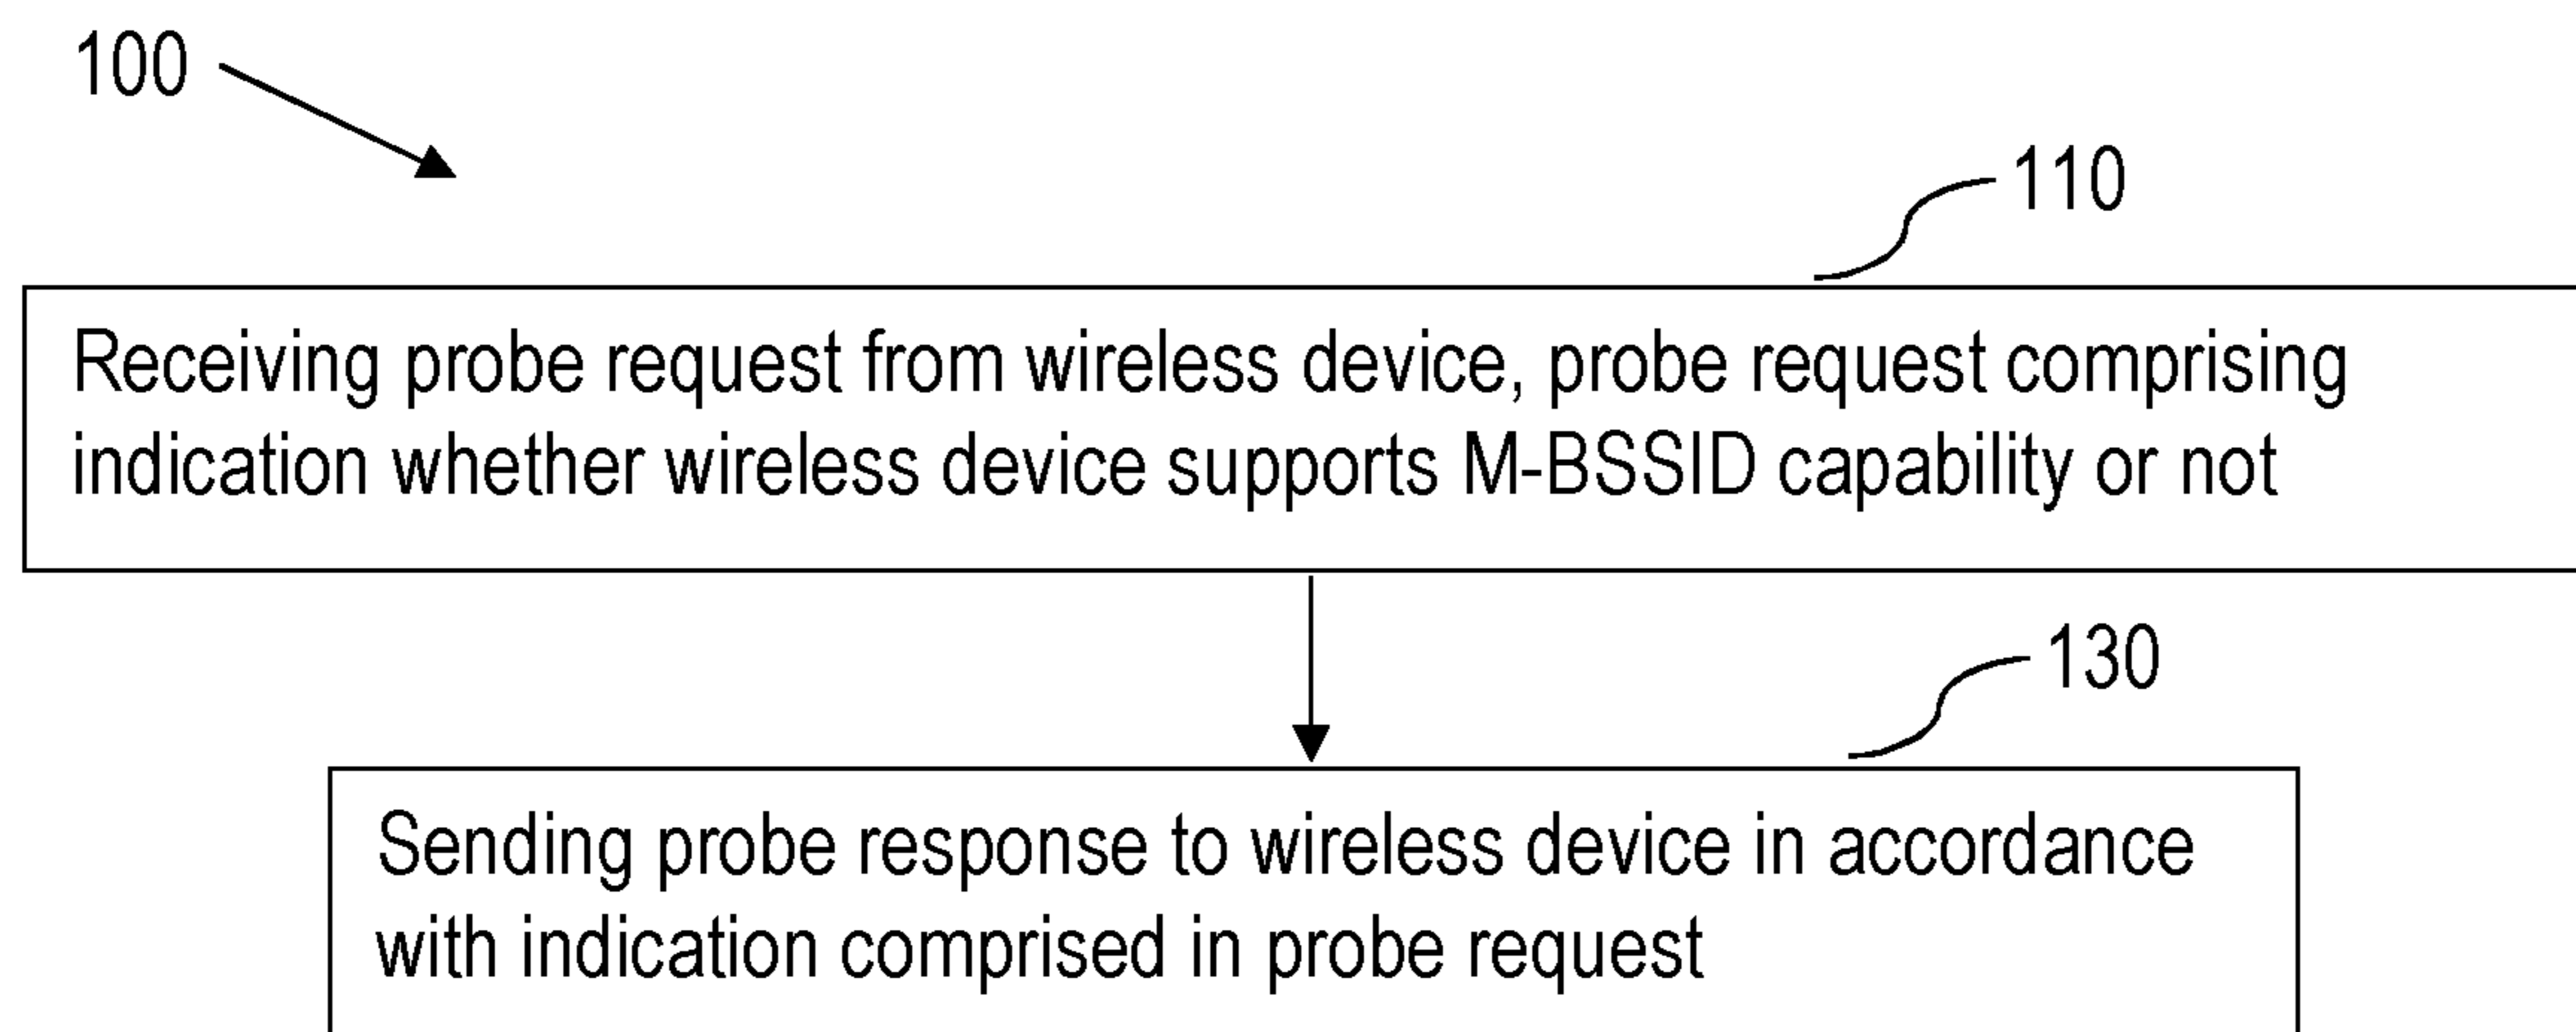 100
110
Receiving probe request from wireless device, probe request comprising
indication whether wireless device supports M-BSSID capability or not
130
Sending probe response to wireless device in accordance
with indication comprised in probe request